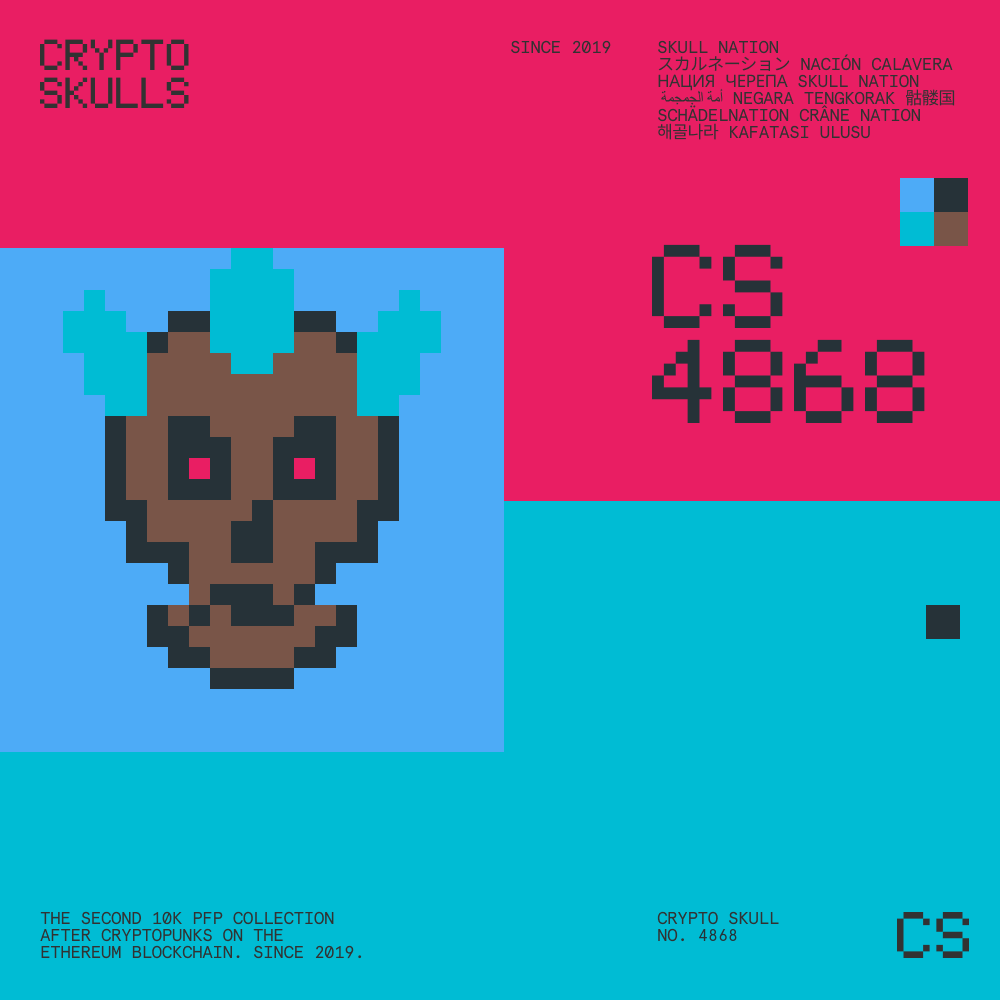 CRYPTO
SKULLS
SINCE 2019
SKULL NATION
スカルネーション NACIÓN CALAVERA
НАЦИЯ ЧЕРЕПА SKULL NATION
أمة الجمجمة NEGARA TENGKORAK 骷髅国
SCHÄDELNATION CRÂNE NATION
해골나라 KAFATASI ULUSU
CS
4868
THE SECOND 10K PFP COLLECTION
AFTER CRYPTOPUNKS ON THE
ETHEREUM BLOCKCHAIN. SINCE 2019.
CRYPTO SKULL
NO. 4868
CS